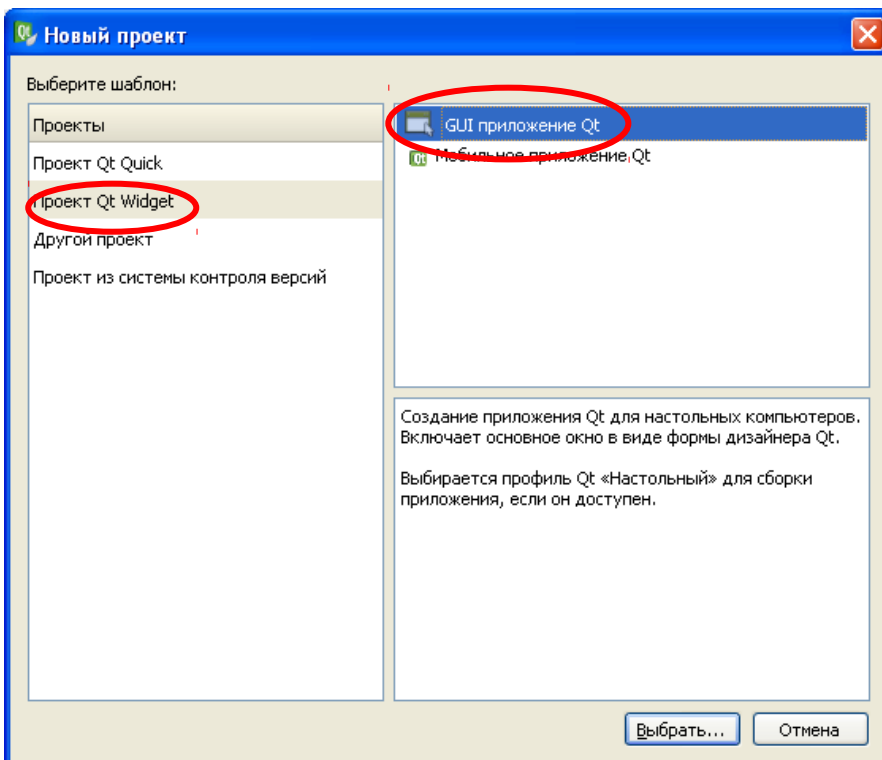 Новый проект
Выберите шаблон:
Проекты
Проект Qt Quick
Проект Qt Widget
Другой проект
Проект из системы контроля версий
GUI приложение Qt
Мобильное приложение Qt
Создание приложения Qt для настольных компьютеров.
Включает основное окно в виде формы дизайнера Qt.
Выбирается профиль Qt «Настольный» для сборки
приложения, если он доступен.
Выбрать...
Отмена